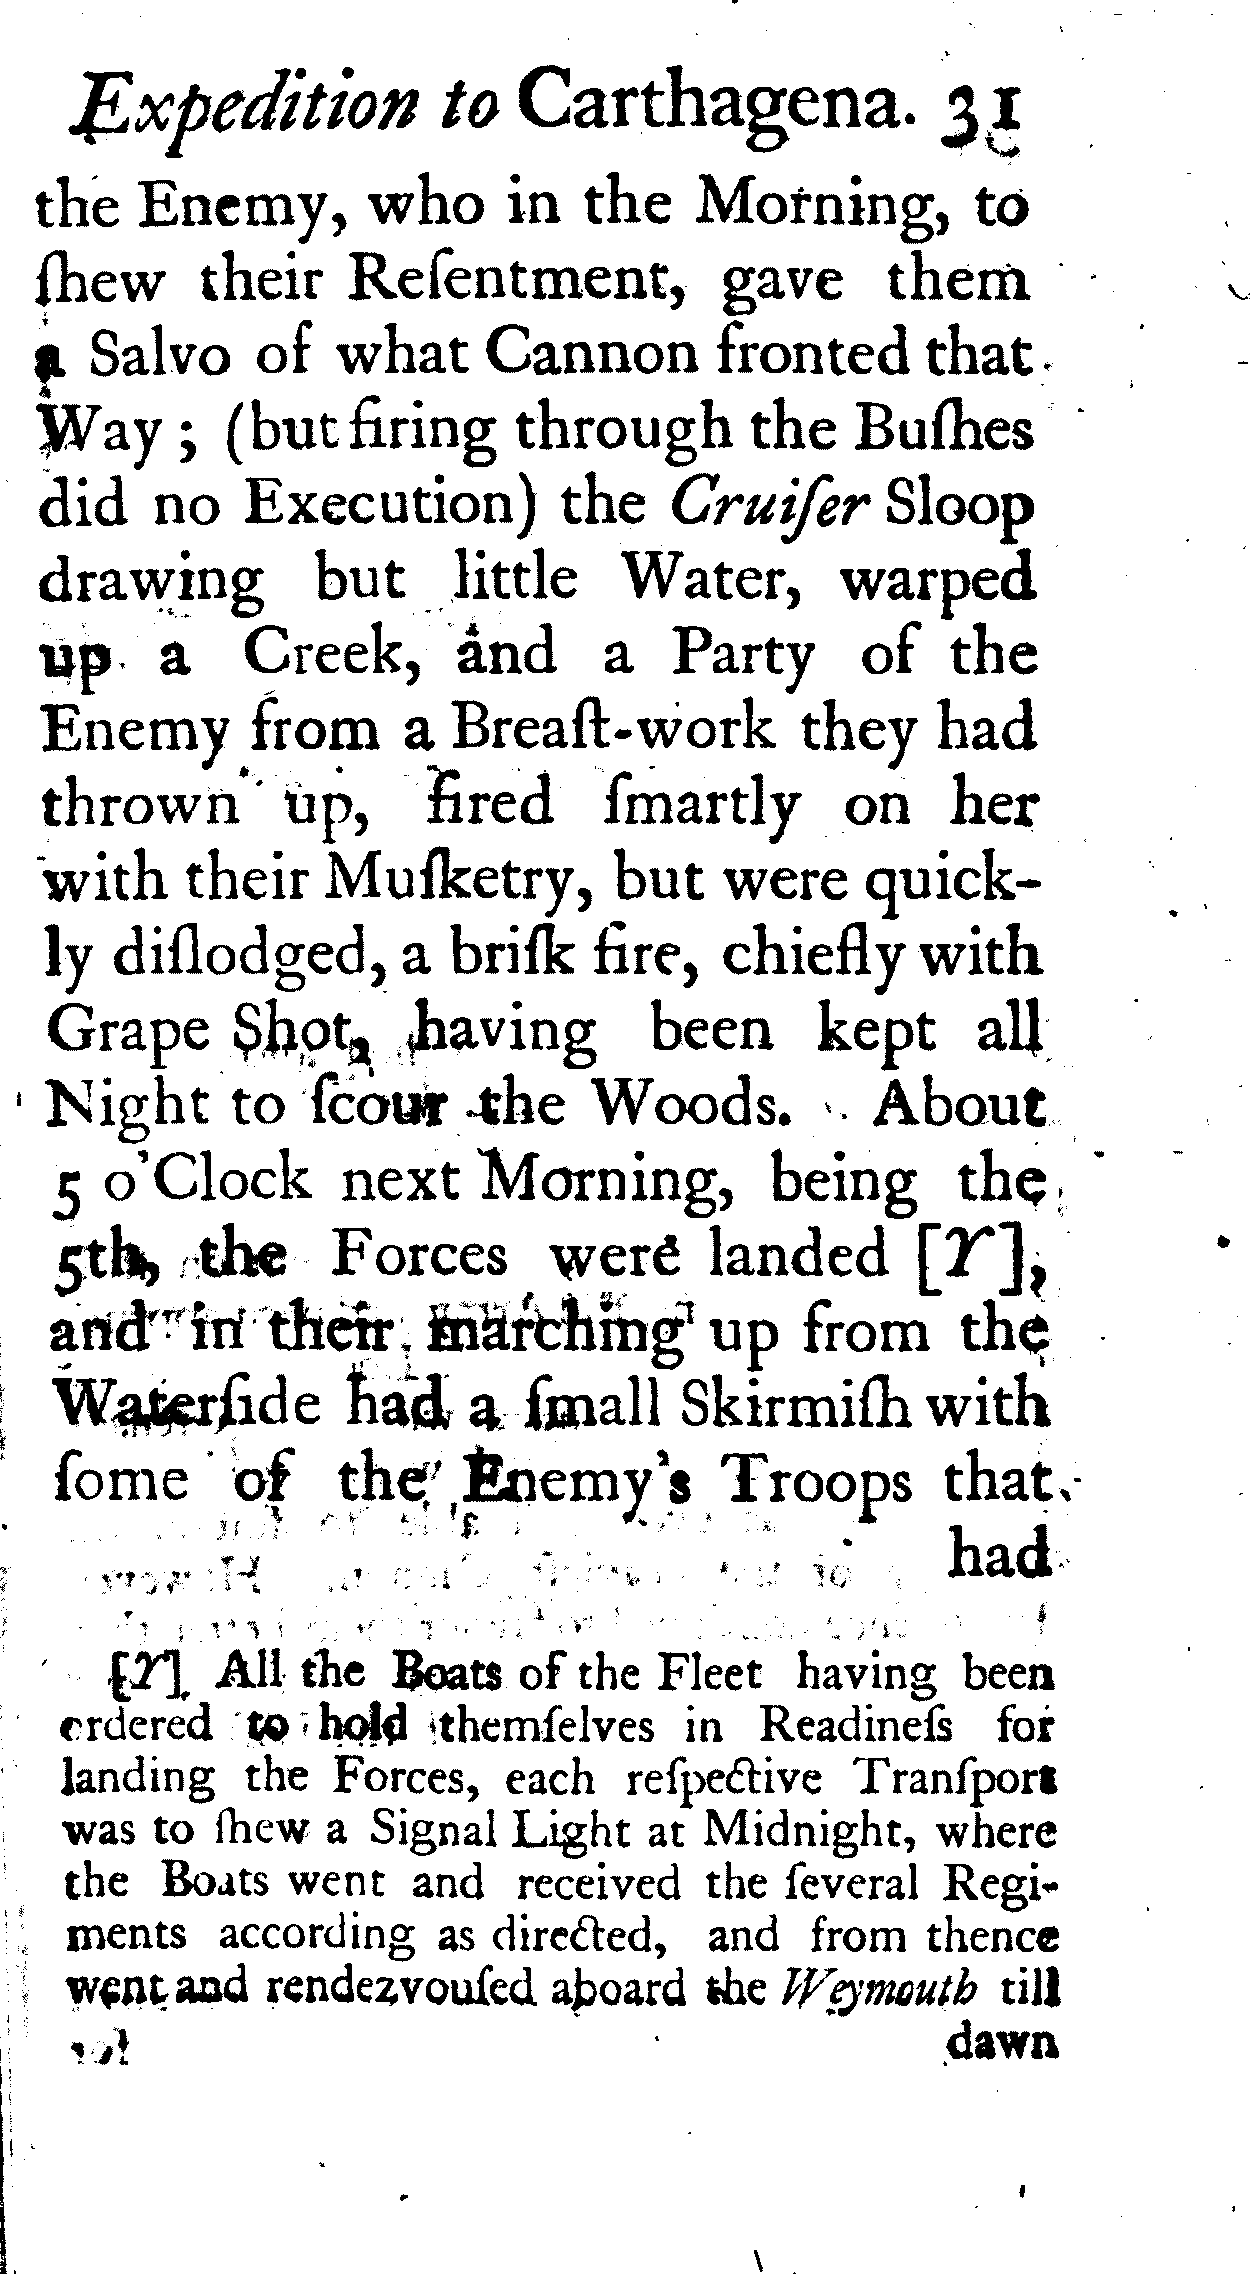 Expedition to Carthagena. 31
the Enemy, who in the Morning, to
ſhew their Reſentment, gave them
a Salvo of what Cannon fronted that
Way; (but firing through the Buſhes
did no Execution) the Cruiſer Sloop
drawing but little Water, warped
up a Creek, and a Party of the
Enemy from a Breaſt-work they had
thrown up, fired ſmartly on her
with their Muſketry, but were quick-
ly diſlodged, a briſk fire, chiefly with
Grape Shot, having been kept all
Night to ſcour the Woods. About
5 o'Clock next Morning, being the
5th, the Forces were landed [Y],
and in their marching up from the
Waterſide had a ſmall Skirmiſh with
ſome of the Enemy's Troops that
had
[Y] All the Boats of the Fleet having been
ordered to hold themſelves in Readineſs for
landing the Forces, each reſpective Tranſport
was to ſhew a Signal Light at Midnight, where
the Boats went and received the ſeveral Regi-
ments according as directed, and from thence
went and rendezvouſed aboard the Weymouth till
dawn